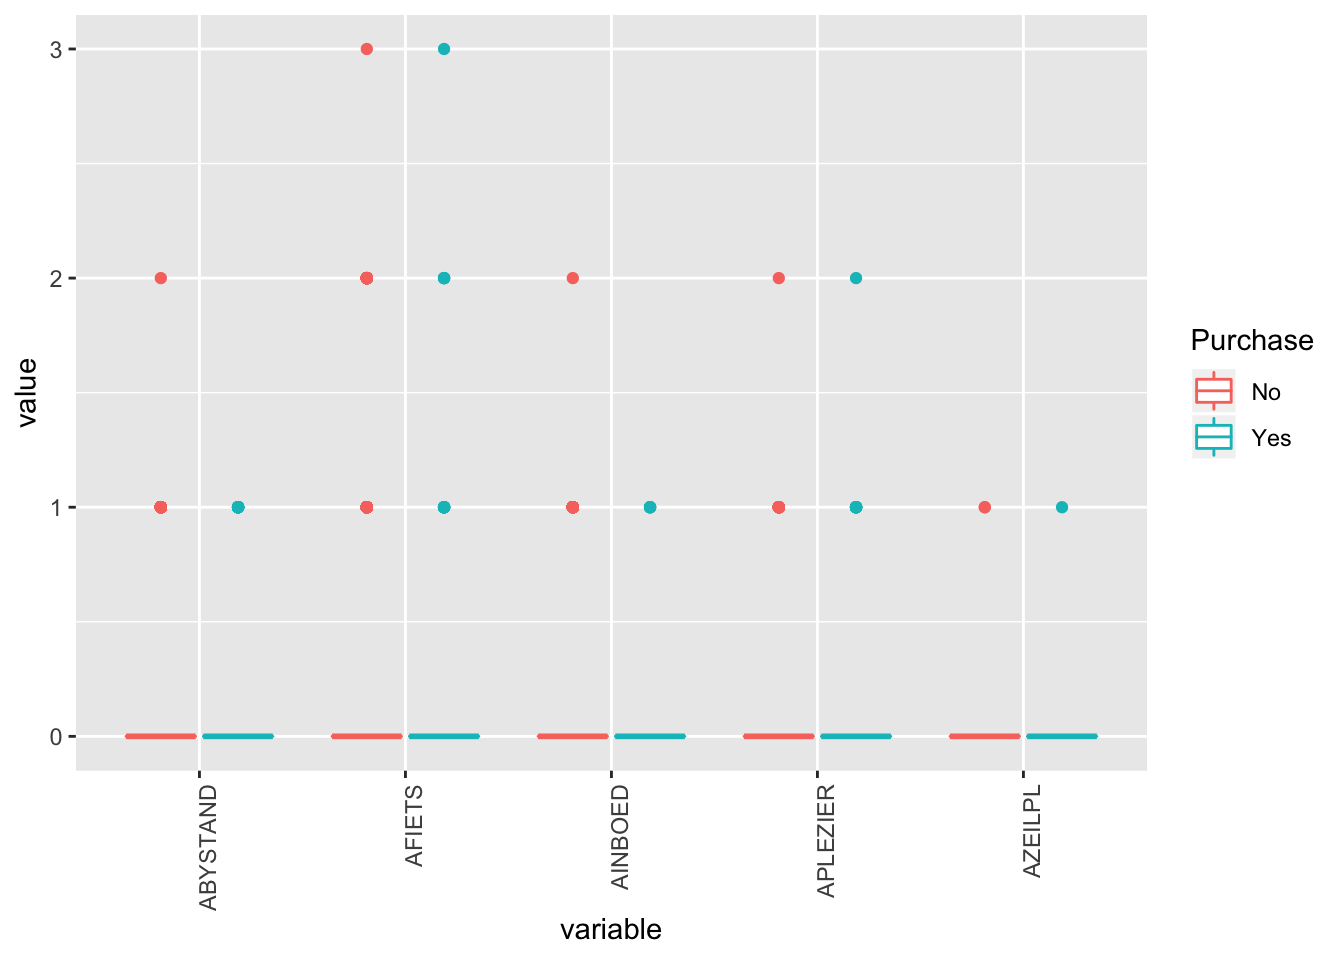 3
2
1
0
value
ABYSTAND
AFIETS
AINBOED
APLEZIER
AZEILPL
variable
Purchase
No
Yes